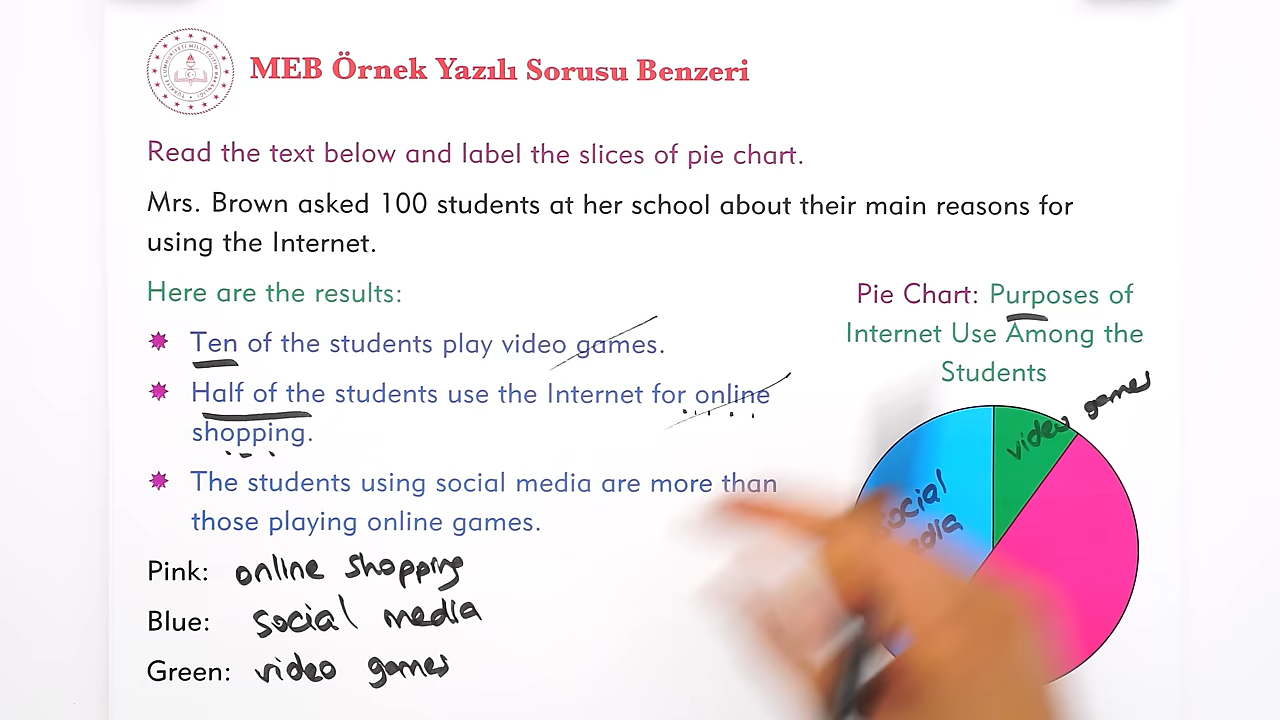 MEB Örnek Yazılı Sorusu Benzeri
Read the text below and label the slices of pie chart.
Mrs. Brown asked 100 students at her school about their main reasons for
using the Internet.
Here are the results:
Ten of the students play video games.
Half of the students use the Internet for online
shopping.
The students using social media are more than
those playing online games.
Pink: online shopping
Blue: social media
Green: video games
Pie Chart: Purposes of
Internet Use Among the
Students
video games
social
media